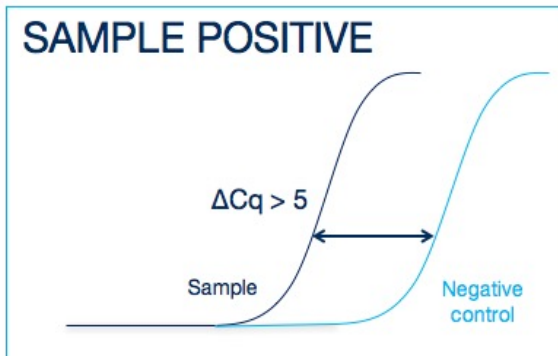 SAMPLE POSITIVE
ΔCq > 5
Sample
Negative
control